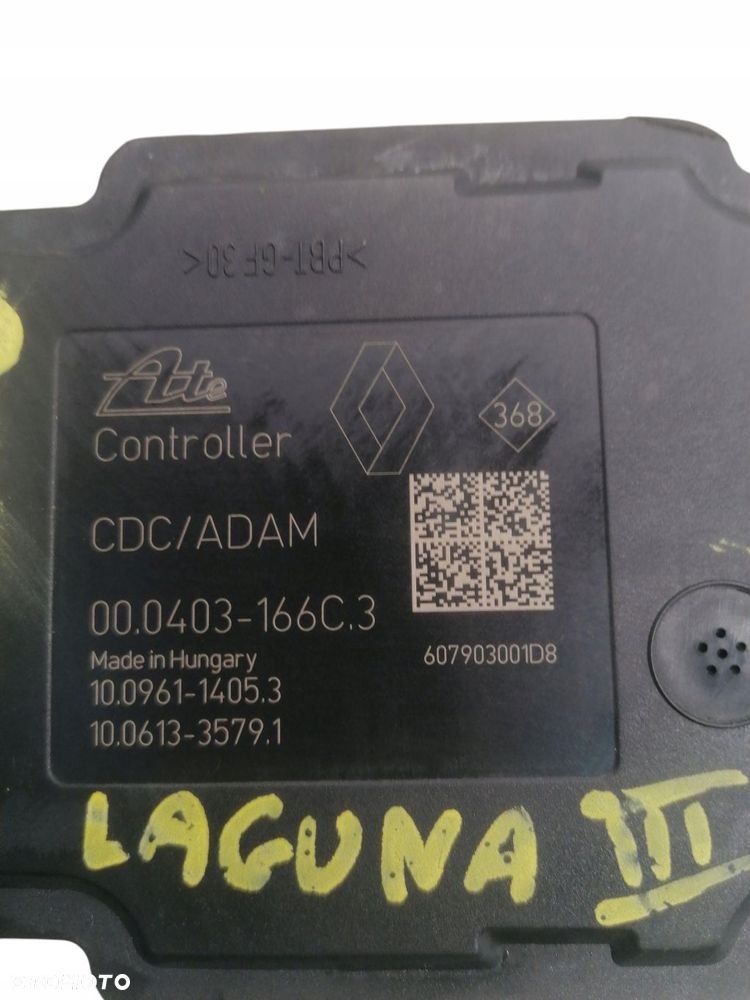 >PBT-GF30<
Ate
368
Controller
CDC/ADAM
00.0403-166C.3
Made in Hungary
607903001D8
10.0961-1405.3
10.0613-3579.1
LAGUNA III
OTOMOTO